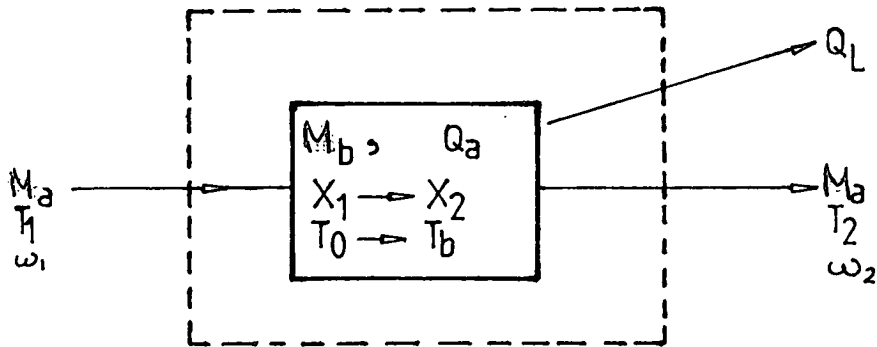 Q_L
M_b, Q_a
M_a X_1 → X_2 M_a
T_1 T_0 → T_b T_2
ω_1 ω_2